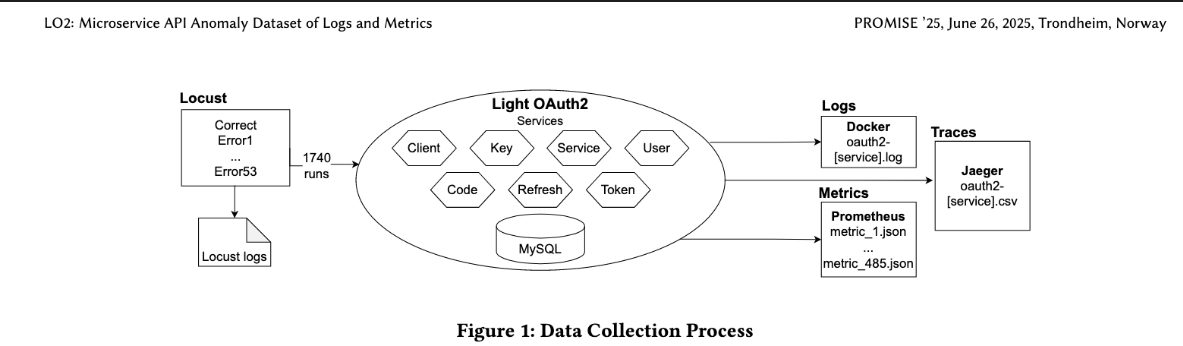 LO2: Microservice API Anomaly Dataset of Logs and Metrics
PROMISE ’25, June 26, 2025, Trondheim, Norway
Locust
Correct
Error1
...
Error53
Locust logs
1740
runs
Light OAuth2
Services
Client
Key
Service
User
Code
Refresh
Token
MySQL
Logs
Docker
oauth2-
[service].log
Traces
Jaeger
oauth2-
[service].csv
Metrics
Prometheus
metric_1.json
...
metric_485.json
Figure 1: Data Collection Process